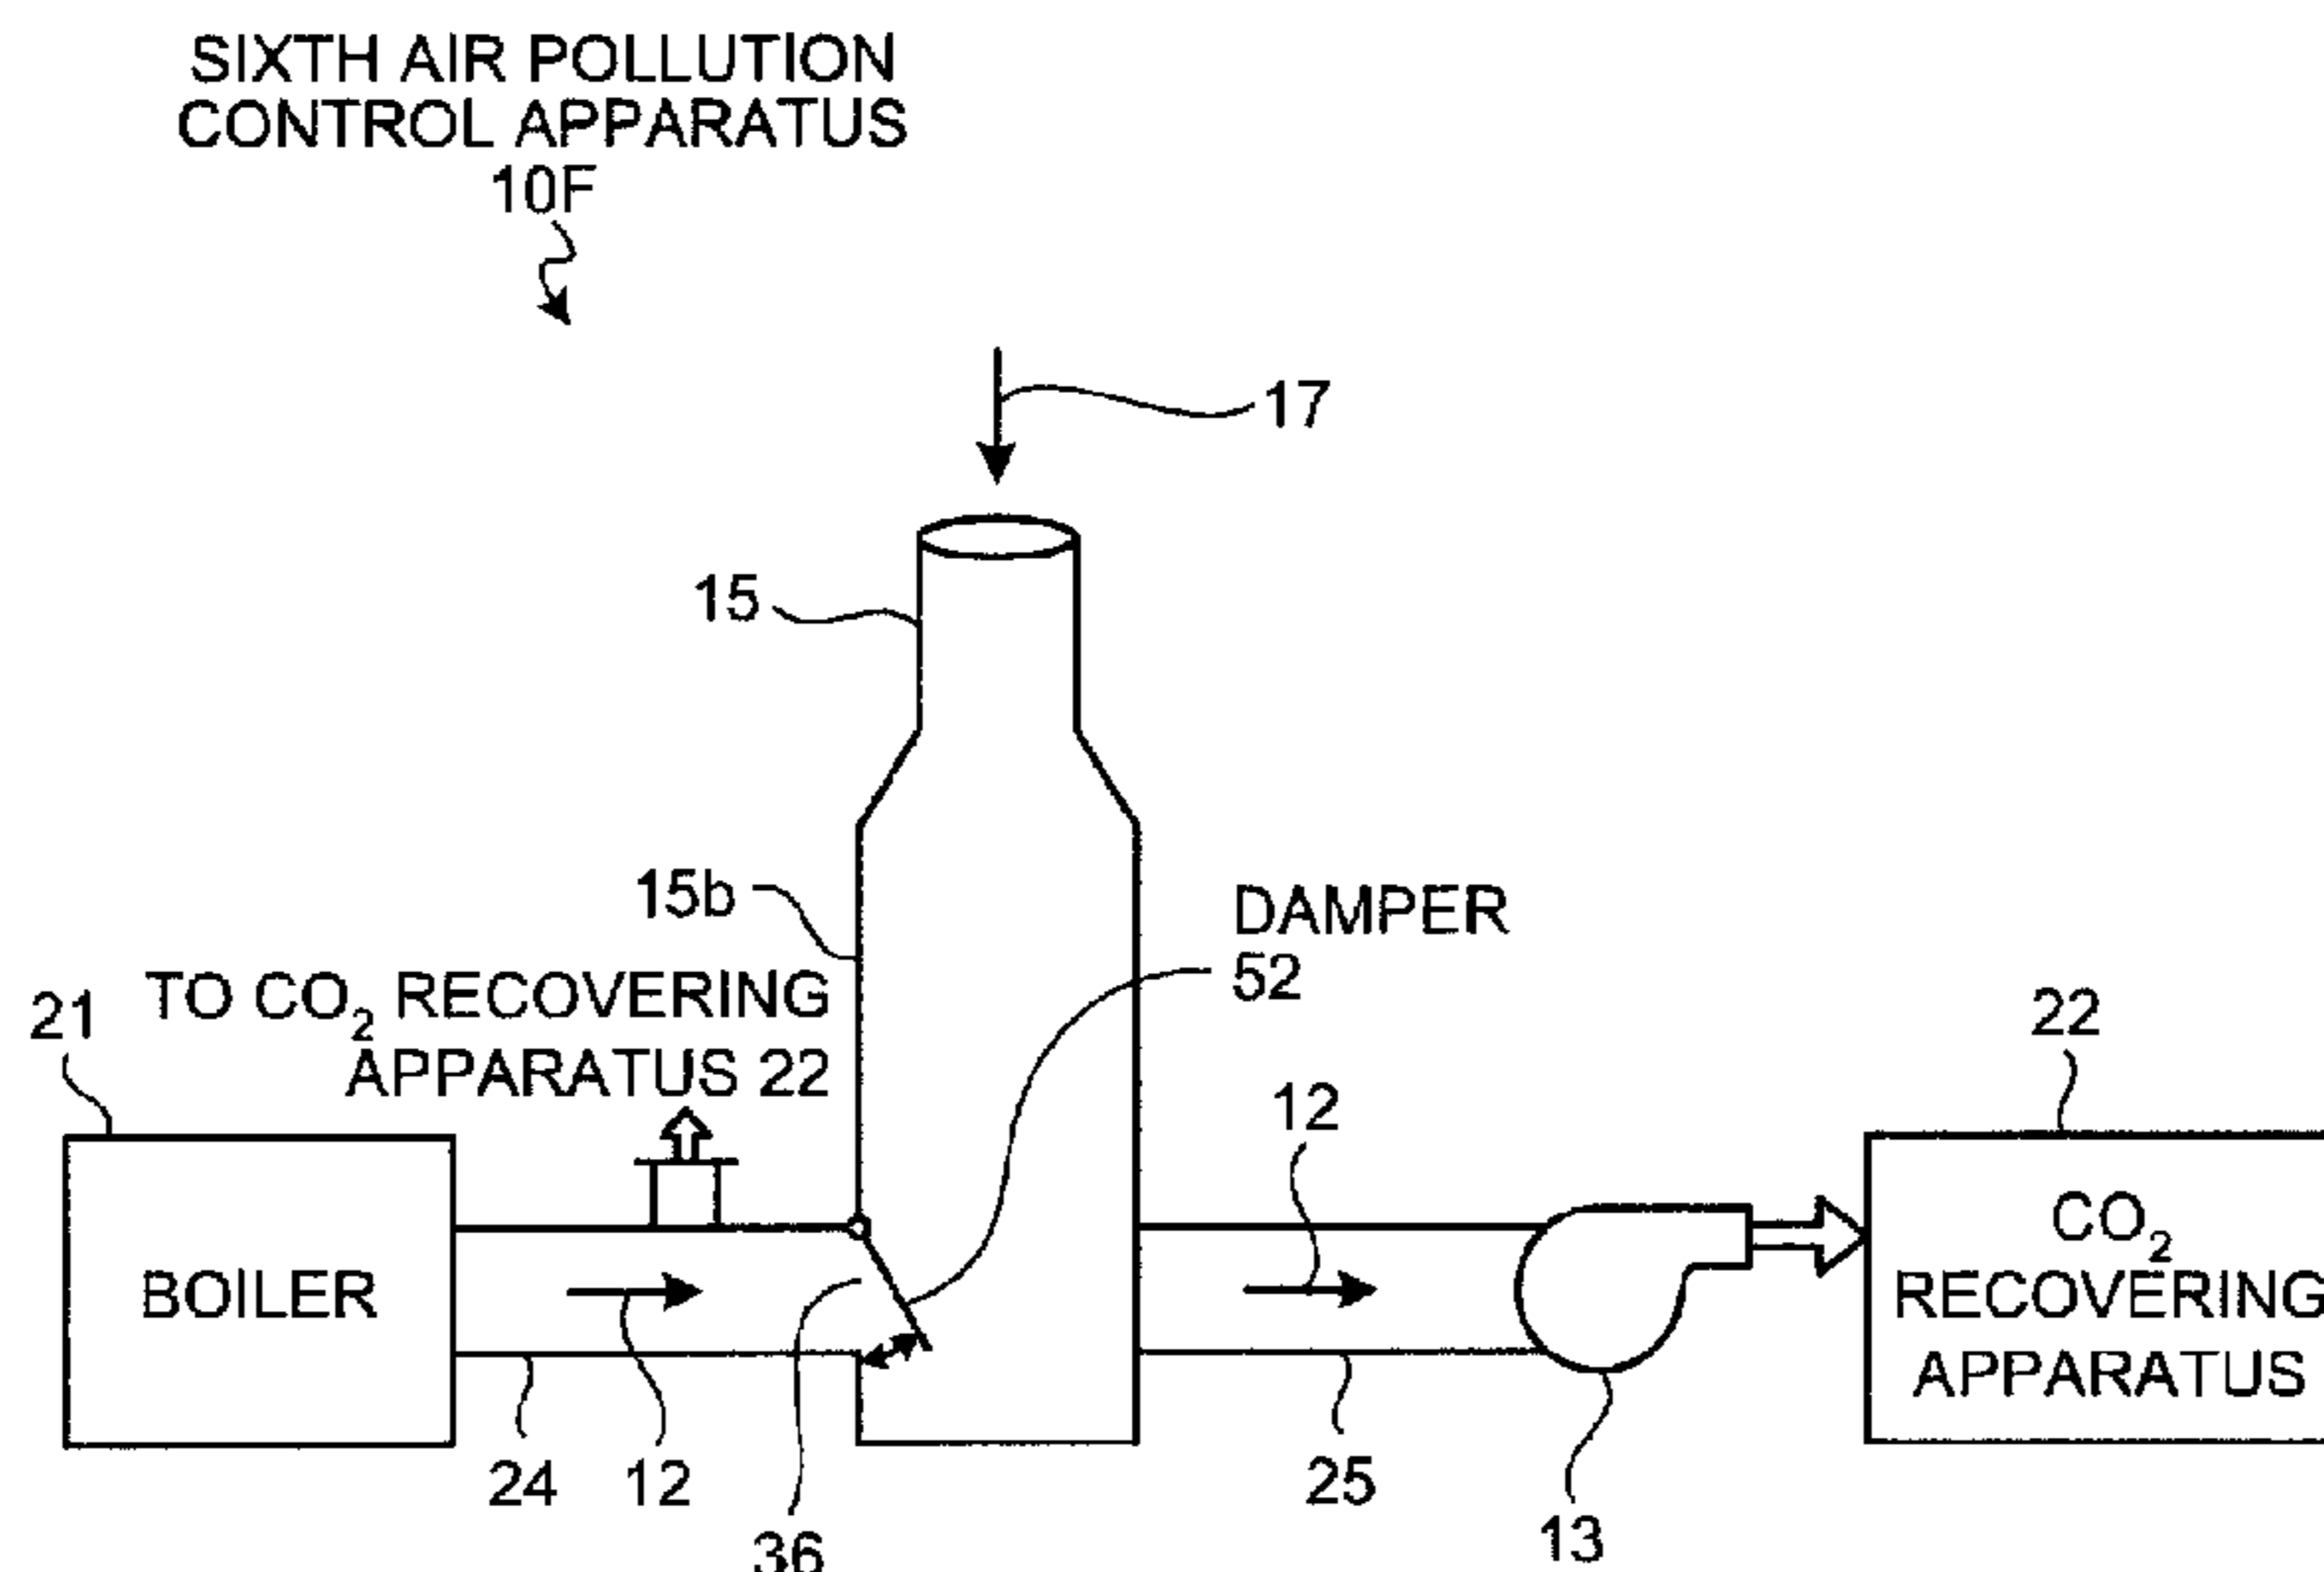 SIXTH AIR POLLUTION
CONTROL APPARATUS
10F
17
15
15b
DAMPER
52
TO CO₂ RECOVERING
APPARATUS 22
21
22
12
BOILER
CO₂
RECOVERING
APPARATUS
24
12
25
36
13